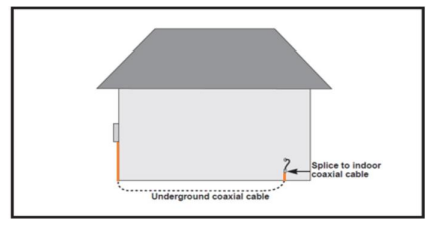 Splice to indoor
coaxial cable
Underground coaxial cable